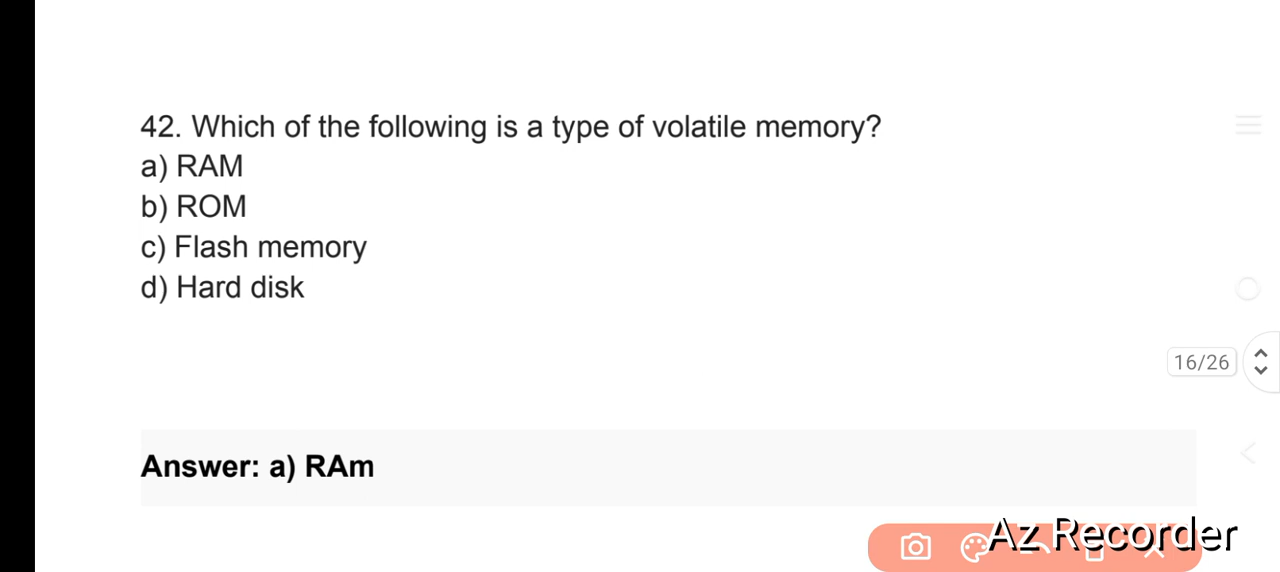 42. Which of the following is a type of volatile memory?
a) RAM
b) ROM
c) Flash memory
d) Hard disk
16/26
Answer: a) RAm
Az Recorder